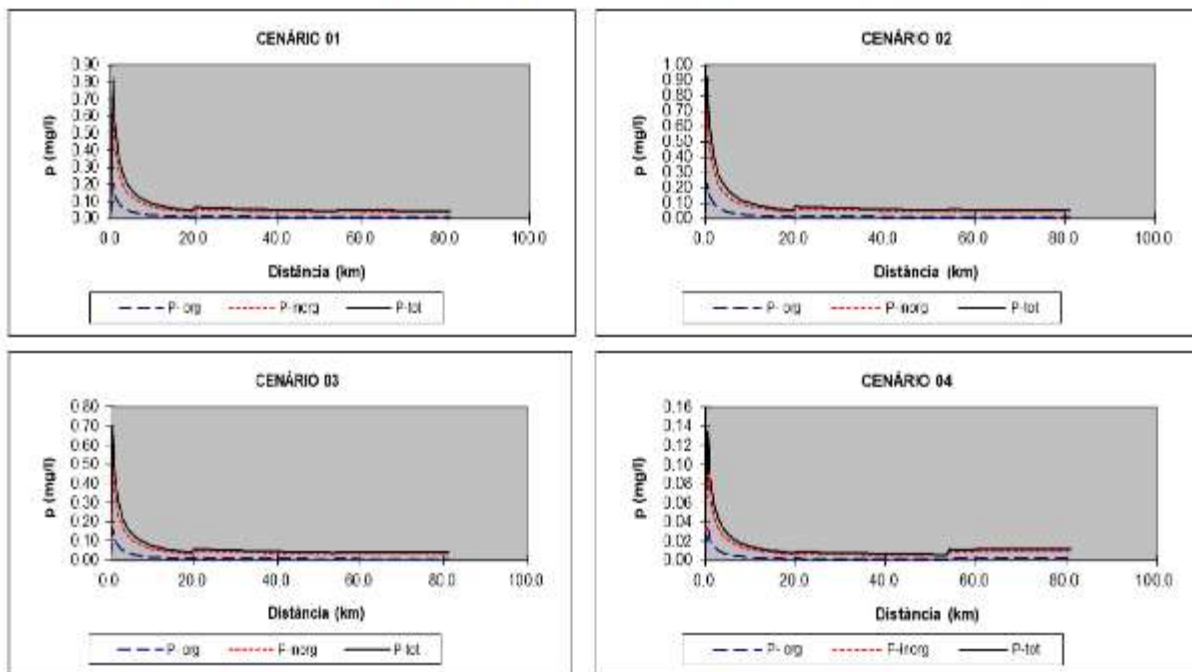 CENÁRIO 01
p (mg/l)
0.90
0.80
0.70
0.60
0.50
0.40
0.30
0.20
0.10
0.00
0.0
20.0
40.0
60.0
80.0
100.0
Distância (km)
P- org
P-inorg
P-tot
CENÁRIO 02
p (mg/l)
1.00
0.90
0.80
0.70
0.60
0.50
0.40
0.30
0.20
0.10
0.00
0.0
20.0
40.0
60.0
80.0
100.0
Distância (km)
P- org
P-inorg
P-tot
CENÁRIO 03
p (mg/l)
0.80
0.70
0.60
0.50
0.40
0.30
0.20
0.10
0.00
0.0
20.0
40.0
60.0
80.0
100.0
Distância (km)
P- org
P-inorg
P-tot
CENÁRIO 04
p (mg/l)
0.16
0.14
0.12
0.10
0.08
0.06
0.04
0.02
0.00
0.0
20.0
40.0
60.0
80.0
100.0
Distância (km)
P- org
P-inorg
P-tot